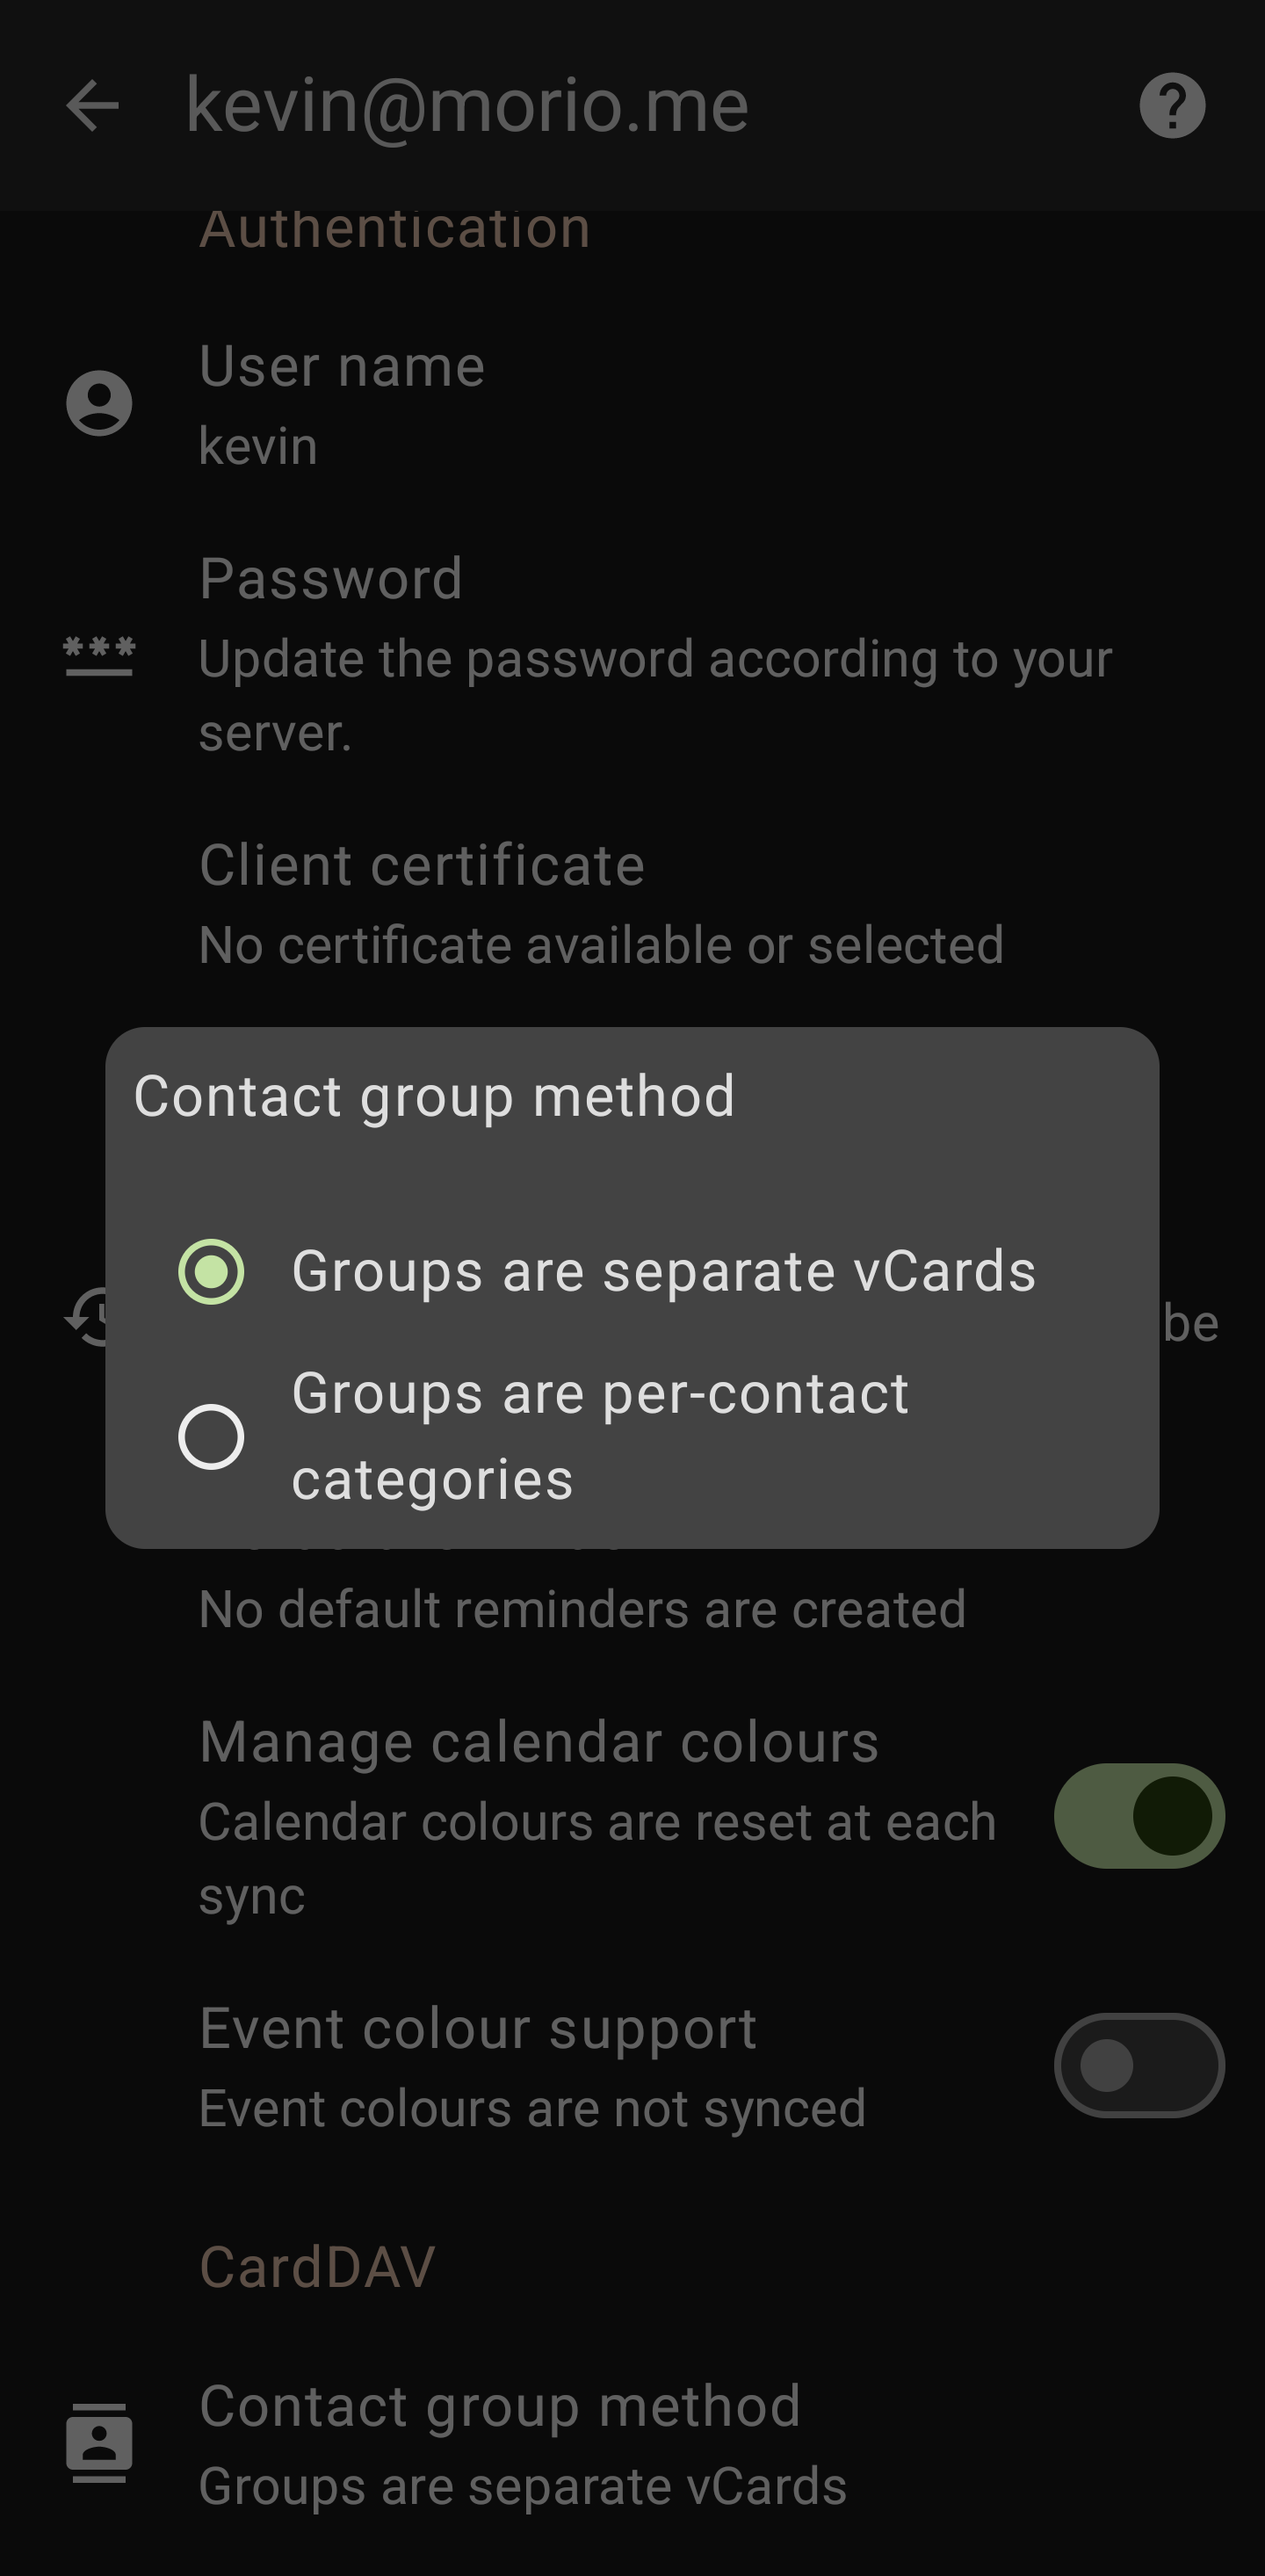 kevin@morio.me
Authentication
User name
kevin
Password
Update the password according to your
server.
Client certificate
No certificate available or selected
Contact group method
Groups are separate vCards
be
Groups are per-contact
categories
No default reminders are created
Manage calendar colours
Calendar colours are reset at each
sync
Event colour support
Event colours are not synced
CardDAV
Contact group method
Groups are separate vCards